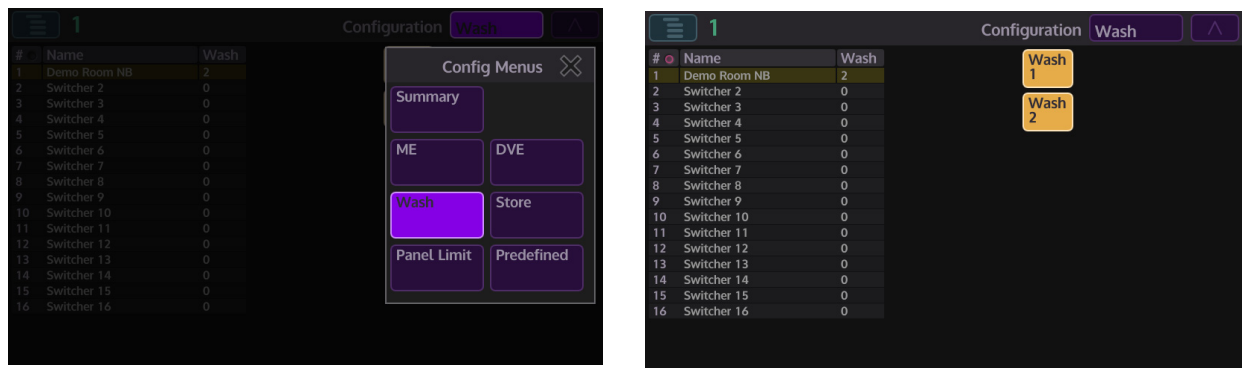 1 Configuration Wash
# Name Wash
1 Demo Room NB 2
2 Switcher 2 0
3 Switcher 3 0
4 Switcher 4 0
5 Switcher 5 0
6 Switcher 6 0
7 Switcher 7 0
8 Switcher 8 0
9 Switcher 9 0
10 Switcher 10 0
11 Switcher 11 0
12 Switcher 12 0
13 Switcher 13 0
14 Switcher 14 0
15 Switcher 15 0
16 Switcher 16 0
Config Menus
Summary
ME DVE
Wash Store
Panel Limit Predefined
1 Configuration Wash
# Name Wash
1 Demo Room NB 2
2 Switcher 2 0
3 Switcher 3 0
4 Switcher 4 0
5 Switcher 5 0
6 Switcher 6 0
7 Switcher 7 0
8 Switcher 8 0
9 Switcher 9 0
10 Switcher 10 0
11 Switcher 11 0
12 Switcher 12 0
13 Switcher 13 0
14 Switcher 14 0
15 Switcher 15 0
16 Switcher 16 0
Wash
1
Wash
2